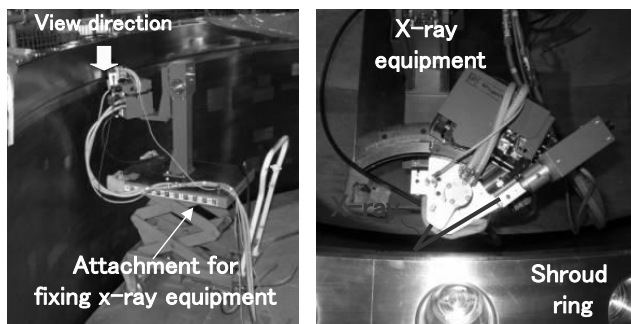 View direction
Attachment for
fixing x-ray equipment
X-ray
equipment
Shroud
ring